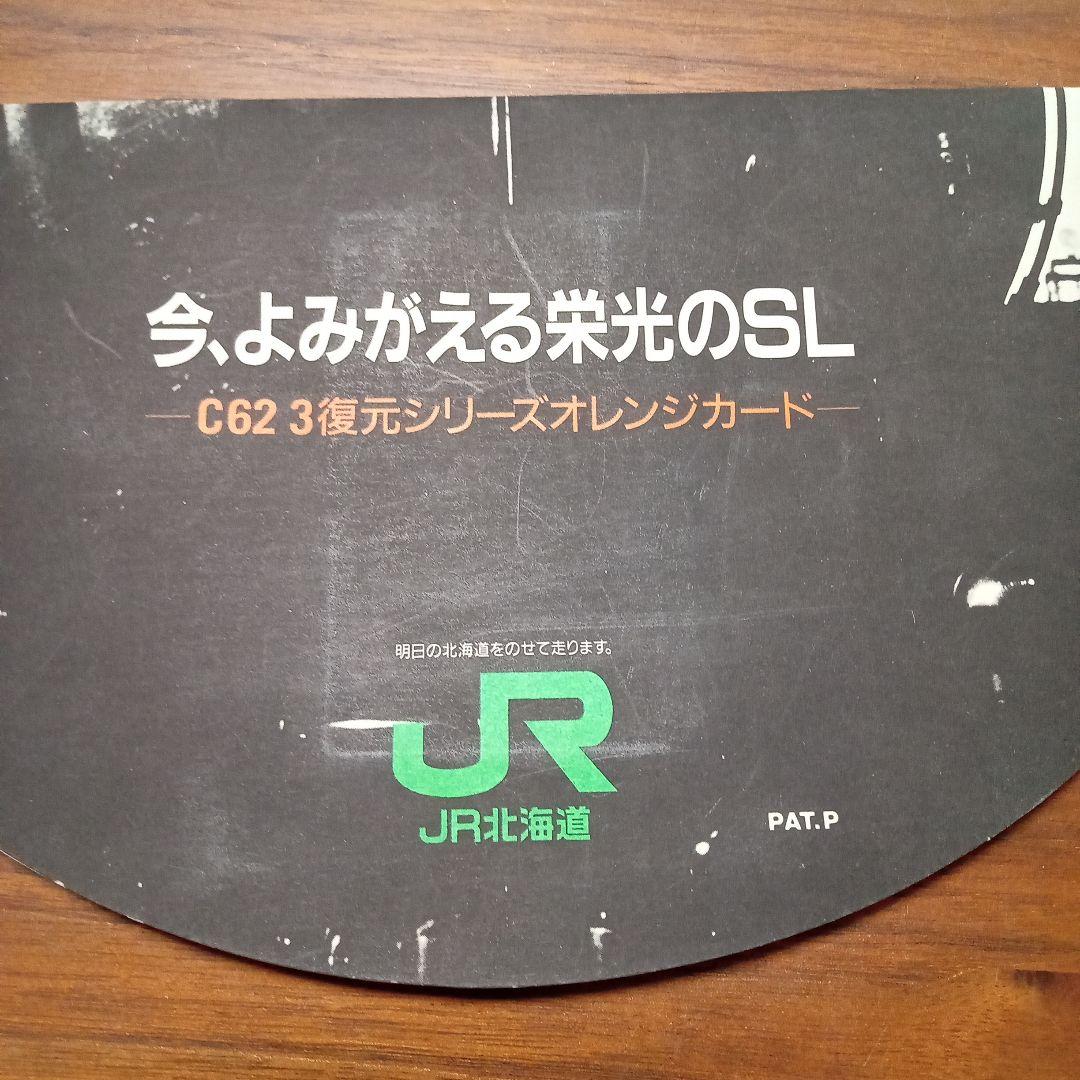 今、よみがえる栄光のSL
C62 3復元シリーズオレンジカード
明日の北海道をのせて走ります。
JR
JR北海道
PAT.P